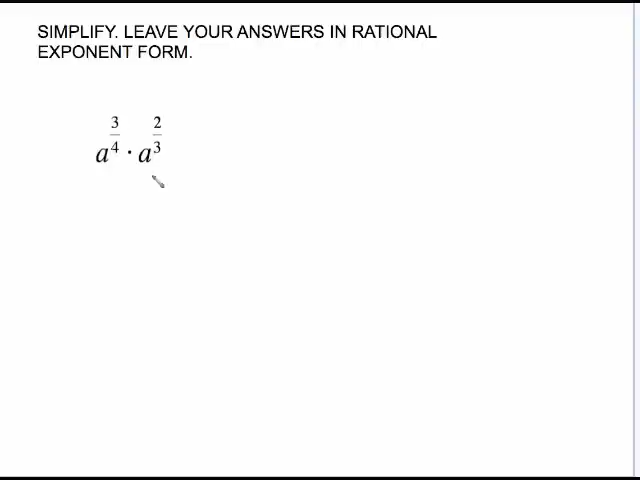 SIMPLIFY. LEAVE YOUR ANSWERS IN RATIONAL
EXPONENT FORM.
a^{3/4} · a^{2/3}